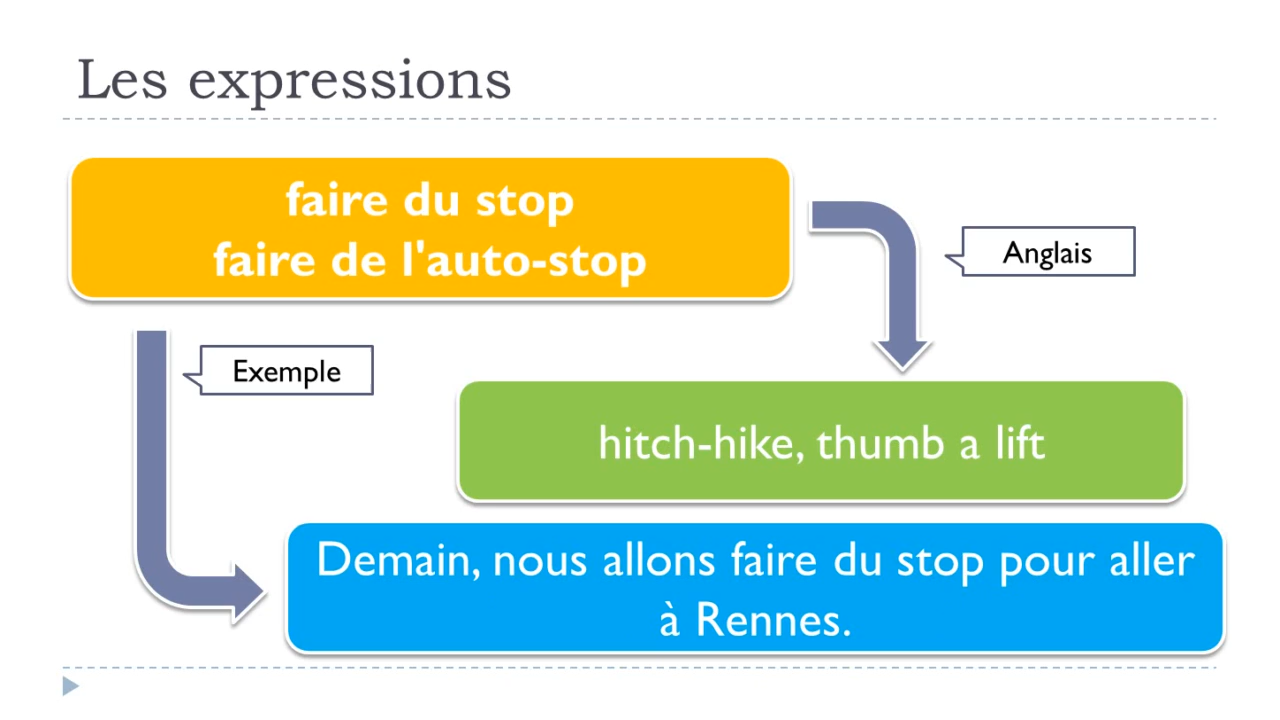 Les expressions
faire du stop
faire de l'auto-stop
Anglais
Exemple
hitch-hike, thumb a lift
Demain, nous allons faire du stop pour aller
à Rennes.